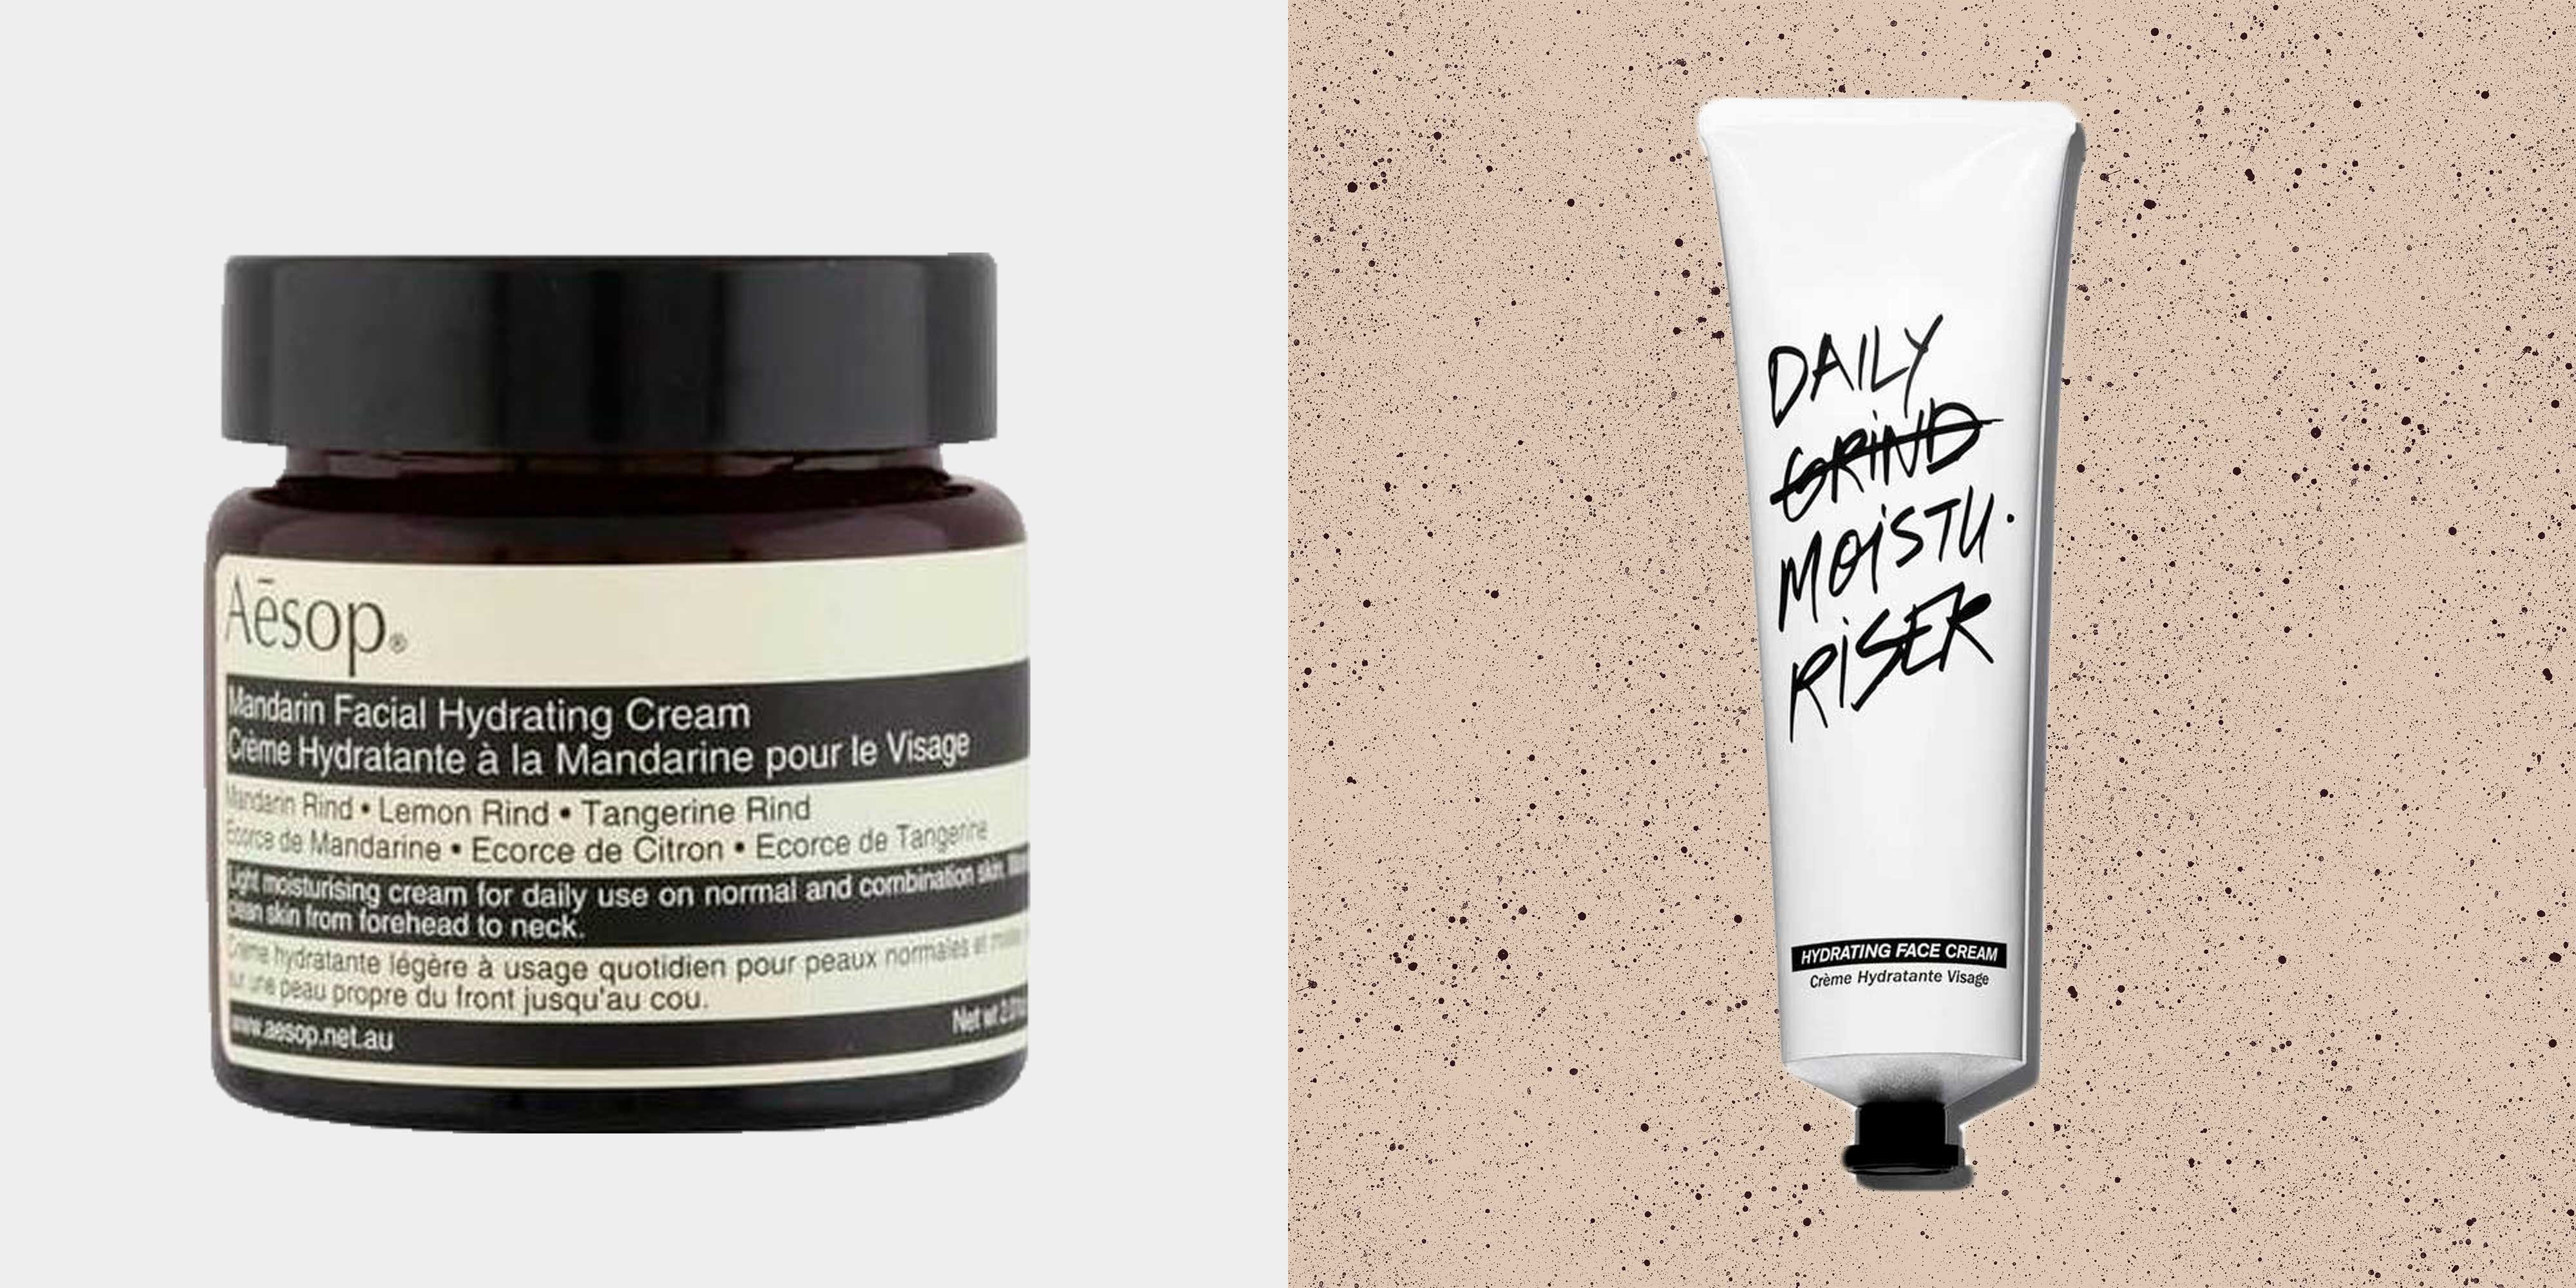 Aēsop®
Mandarin Facial Hydrating Cream
Crème Hydratante à la Mandarine pour le Visage
Mandarin Rind • Lemon Rind • Tangerine Rind
Ecorce de Mandarine • Ecorce de Citron • Ecorce de Tangerine
Light moisturising cream for daily use on normal and combination skin.
clean skin from forehead to neck.
Crème hydratante légère à usage quotidien pour peaux normales et
sur une peau propre du front jusqu'au cou.
www.aesop.net.au
Net wt
DAILY
GRIND
MOISTU.
RISER
HYDRATING FACE CREAM
Crème Hydratante Visage